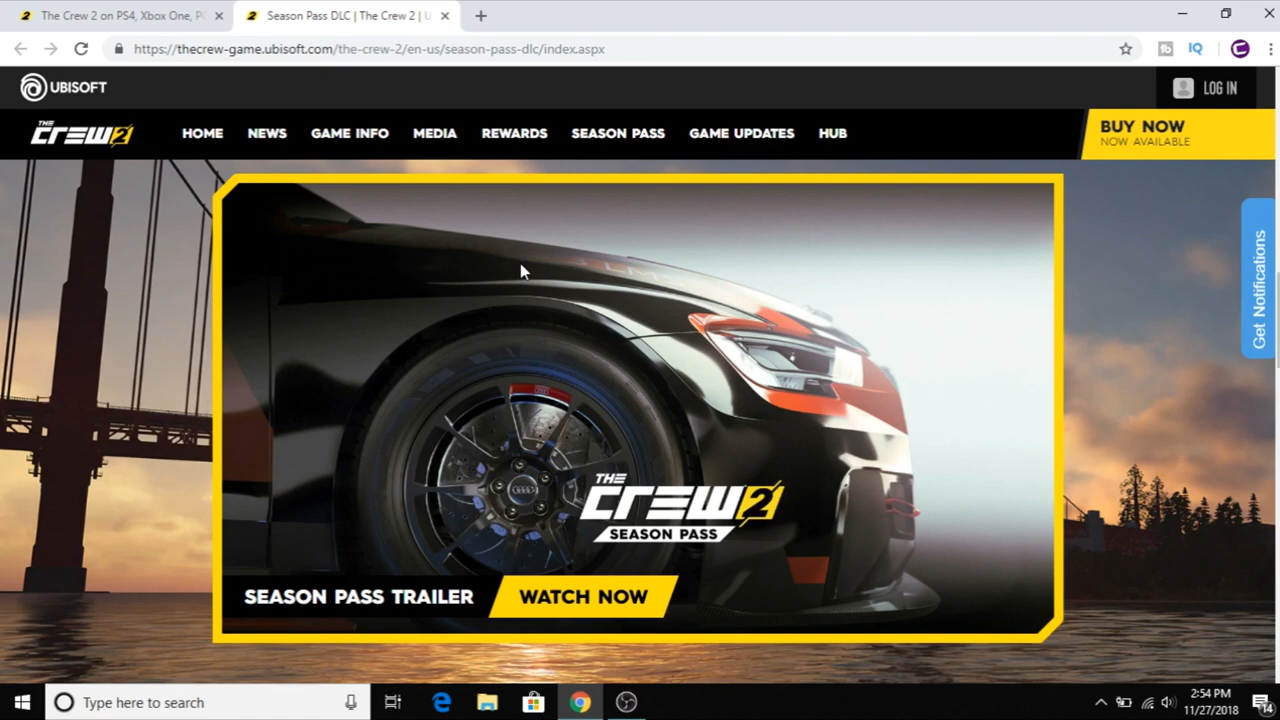 The Crew 2 on PS4, Xbox One, PC
Season Pass DLC | The Crew 2 | U
https://thecrew-game.ubisoft.com/the-crew-2/en-us/season-pass-dlc/index.aspx
IQ
UBISOFT
LOG IN
THE CREW 2
HOME NEWS GAME INFO MEDIA REWARDS SEASON PASS GAME UPDATES HUB
BUY NOW
NOW AVAILABLE
Get Notifications
THE
CREW 2
SEASON PASS
SEASON PASS TRAILER WATCH NOW
Type here to search
2:54 PM
11/27/2018
14